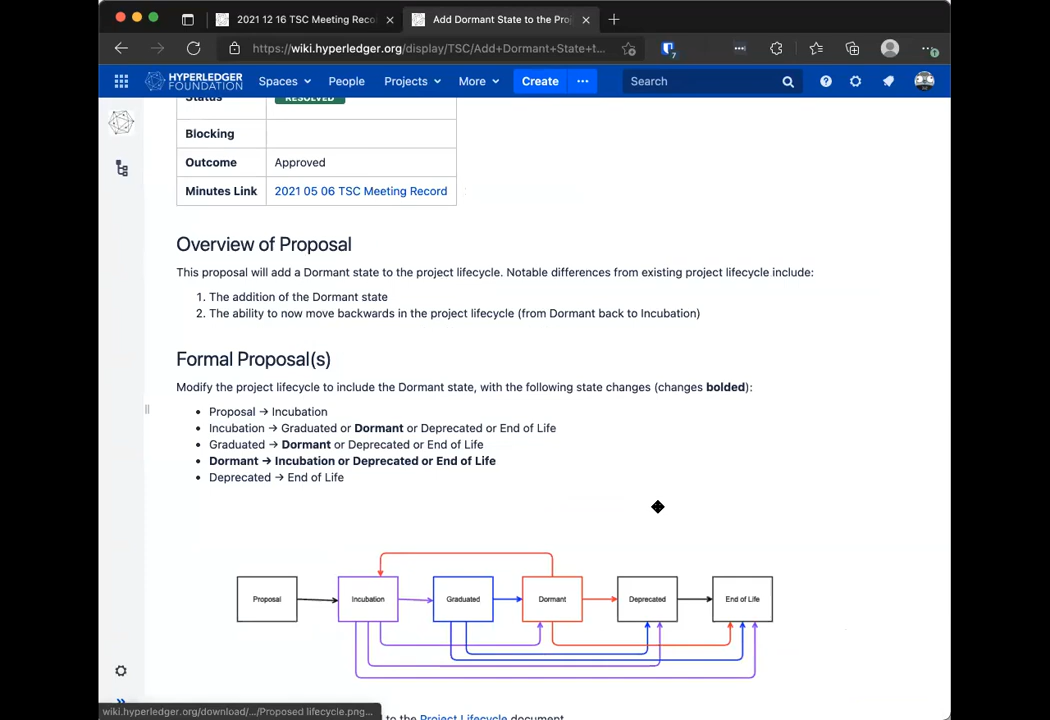 2021 12 16 TSC Meeting Recor
Add Dormant State to the Proj
https://wiki.hyperledger.org/display/TSC/Add+Dormant+State+t...
7
HYPERLEDGER
FOUNDATION
Spaces
People
Projects
More
Create
Search
Status
RESOLVED
Blocking
Outcome
Approved
Minutes Link
2021 05 06 TSC Meeting Record
Overview of Proposal
This proposal will add a Dormant state to the project lifecycle. Notable differences from existing project lifecycle include:
1. The addition of the Dormant state
2. The ability to now move backwards in the project lifecycle (from Dormant back to Incubation)
Formal Proposal(s)
Modify the project lifecycle to include the Dormant state, with the following state changes (changes bolded):
• Proposal → Incubation
• Incubation → Graduated or Dormant or Deprecated or End of Life
• Graduated → Dormant or Deprecated or End of Life
• Dormant → Incubation or Deprecated or End of Life
• Deprecated → End of Life
Proposal
Incubation
Graduated
Dormant
Deprecated
End of Life
wiki.hyperledger.org/download/.../Proposed lifecycle.png...
to the Project Lifecycle document